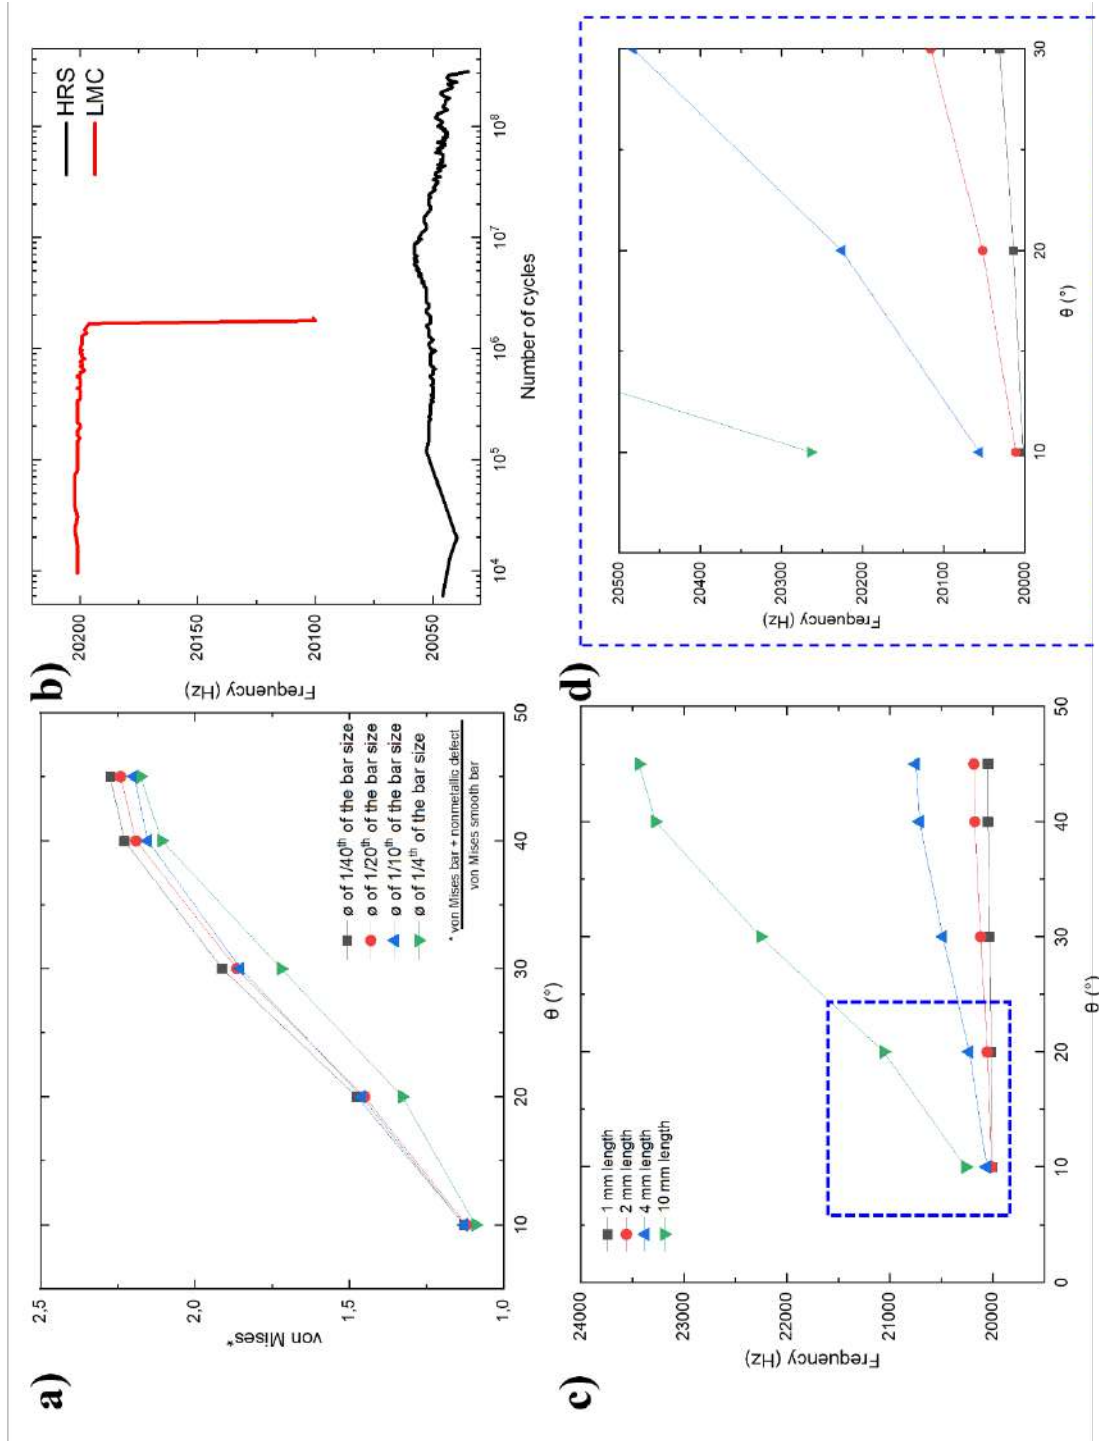 a)
2,5
2,0
1,5
1,0
von Mises*
10
20
30
40
50
θ (°)
ø of 1/40th of the bar size
ø of 1/20th of the bar size
ø of 1/10th of the bar size
ø of 1/4th of the bar size
* von Mises bar + nonmetallic defect
von Mises smooth bar
b)
20200
20150
20100
20050
Frequency (Hz)
HRS
LMC
10⁴
10⁵
10⁶
10⁷
10⁸
Number of cycles
c)
24000
23000
22000
21000
20000
Frequency (Hz)
1 mm length
2 mm length
4 mm length
10 mm length
0
10
20
30
40
50
θ (°)
d)
20500
20400
20300
20200
20100
20000
Frequency (Hz)
10
20
30
θ (°)